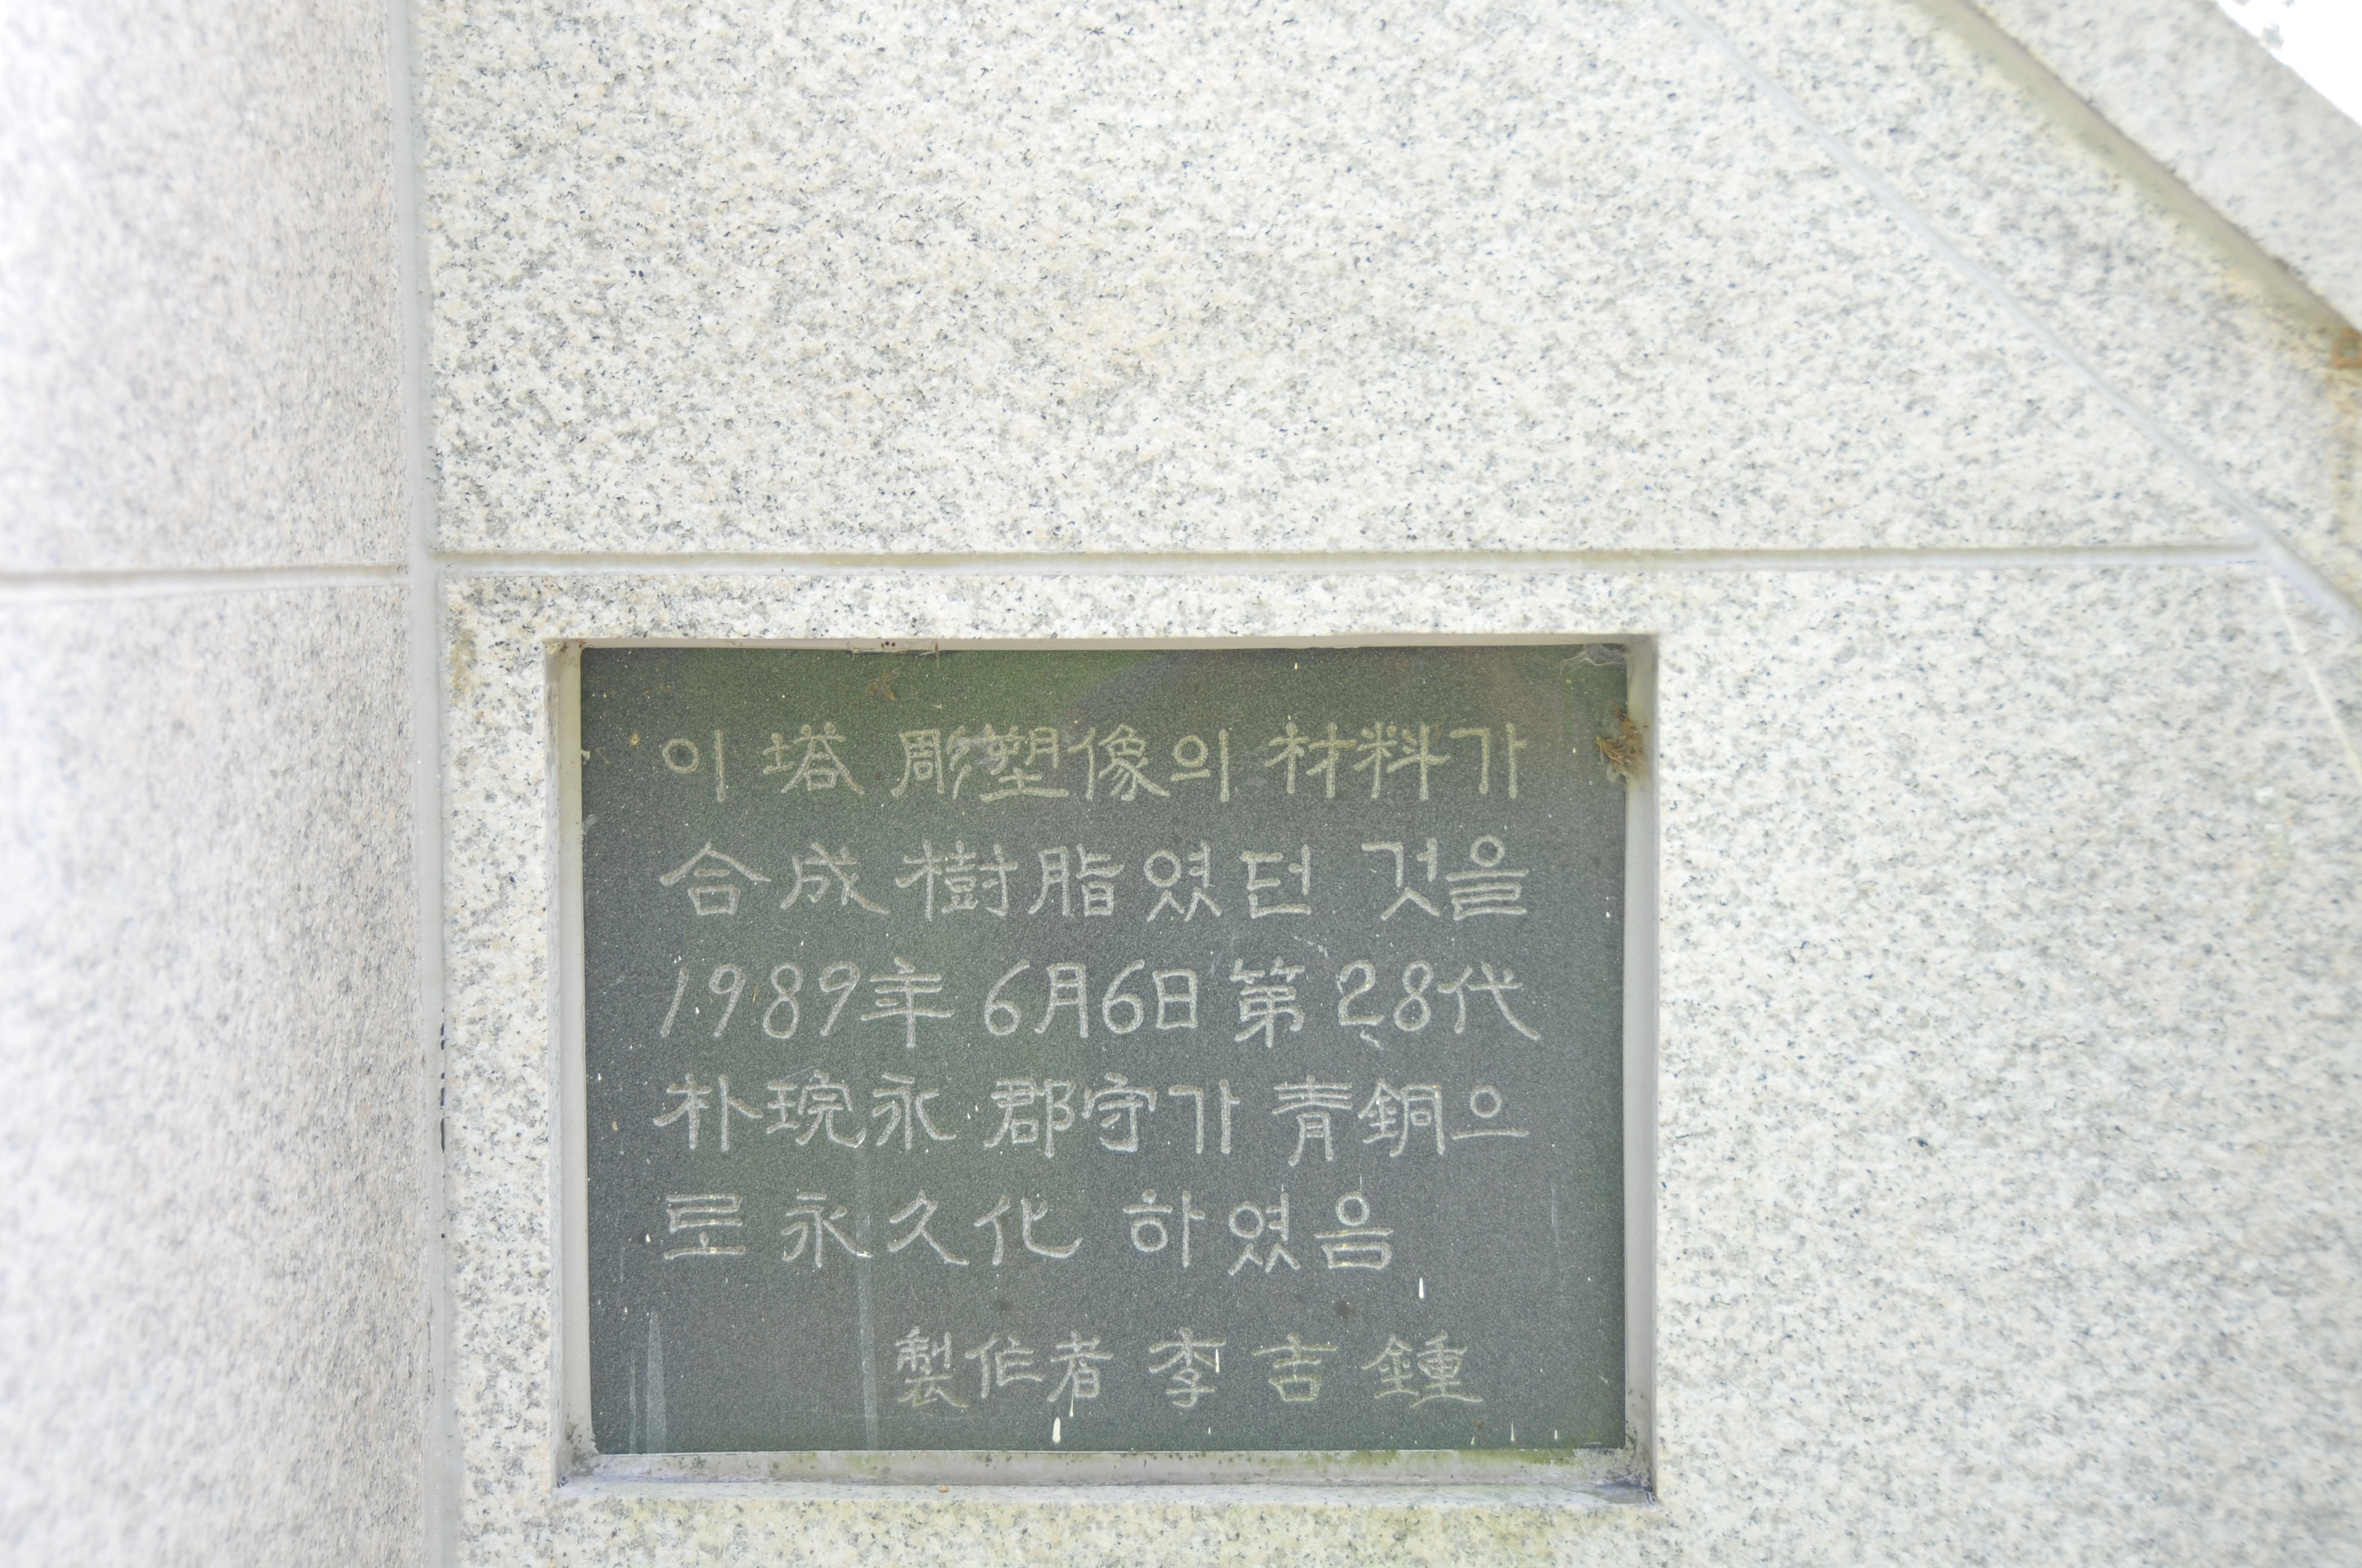 이 塔 彫塑像의 材料가
合成樹脂였던 것을
1989年 6月6日 第28代
朴琓永 郡守가 靑銅으
로 永久化 하였음
製作者 李吉鍾